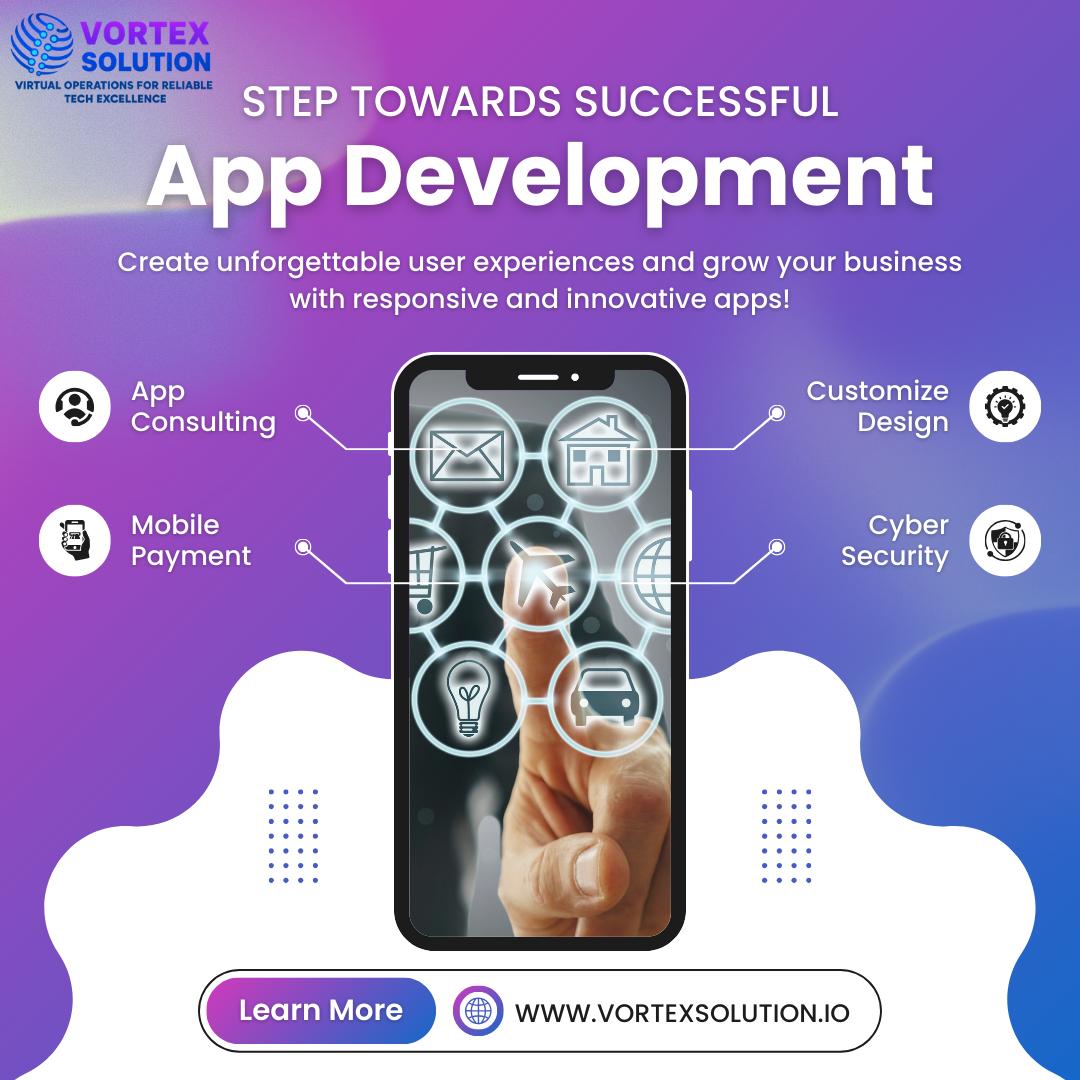 VORTEX
SOLUTION
VIRTUAL OPERATIONS FOR RELIABLE
TECH EXCELLENCE
STEP TOWARDS SUCCESSFUL
App Development
Create unforgettable user experiences and grow your business
with responsive and innovative apps!
App
Consulting
Customize
Design
Mobile
Payment
Cyber
Security
Learn More
WWW.VORTEXSOLUTION.IO